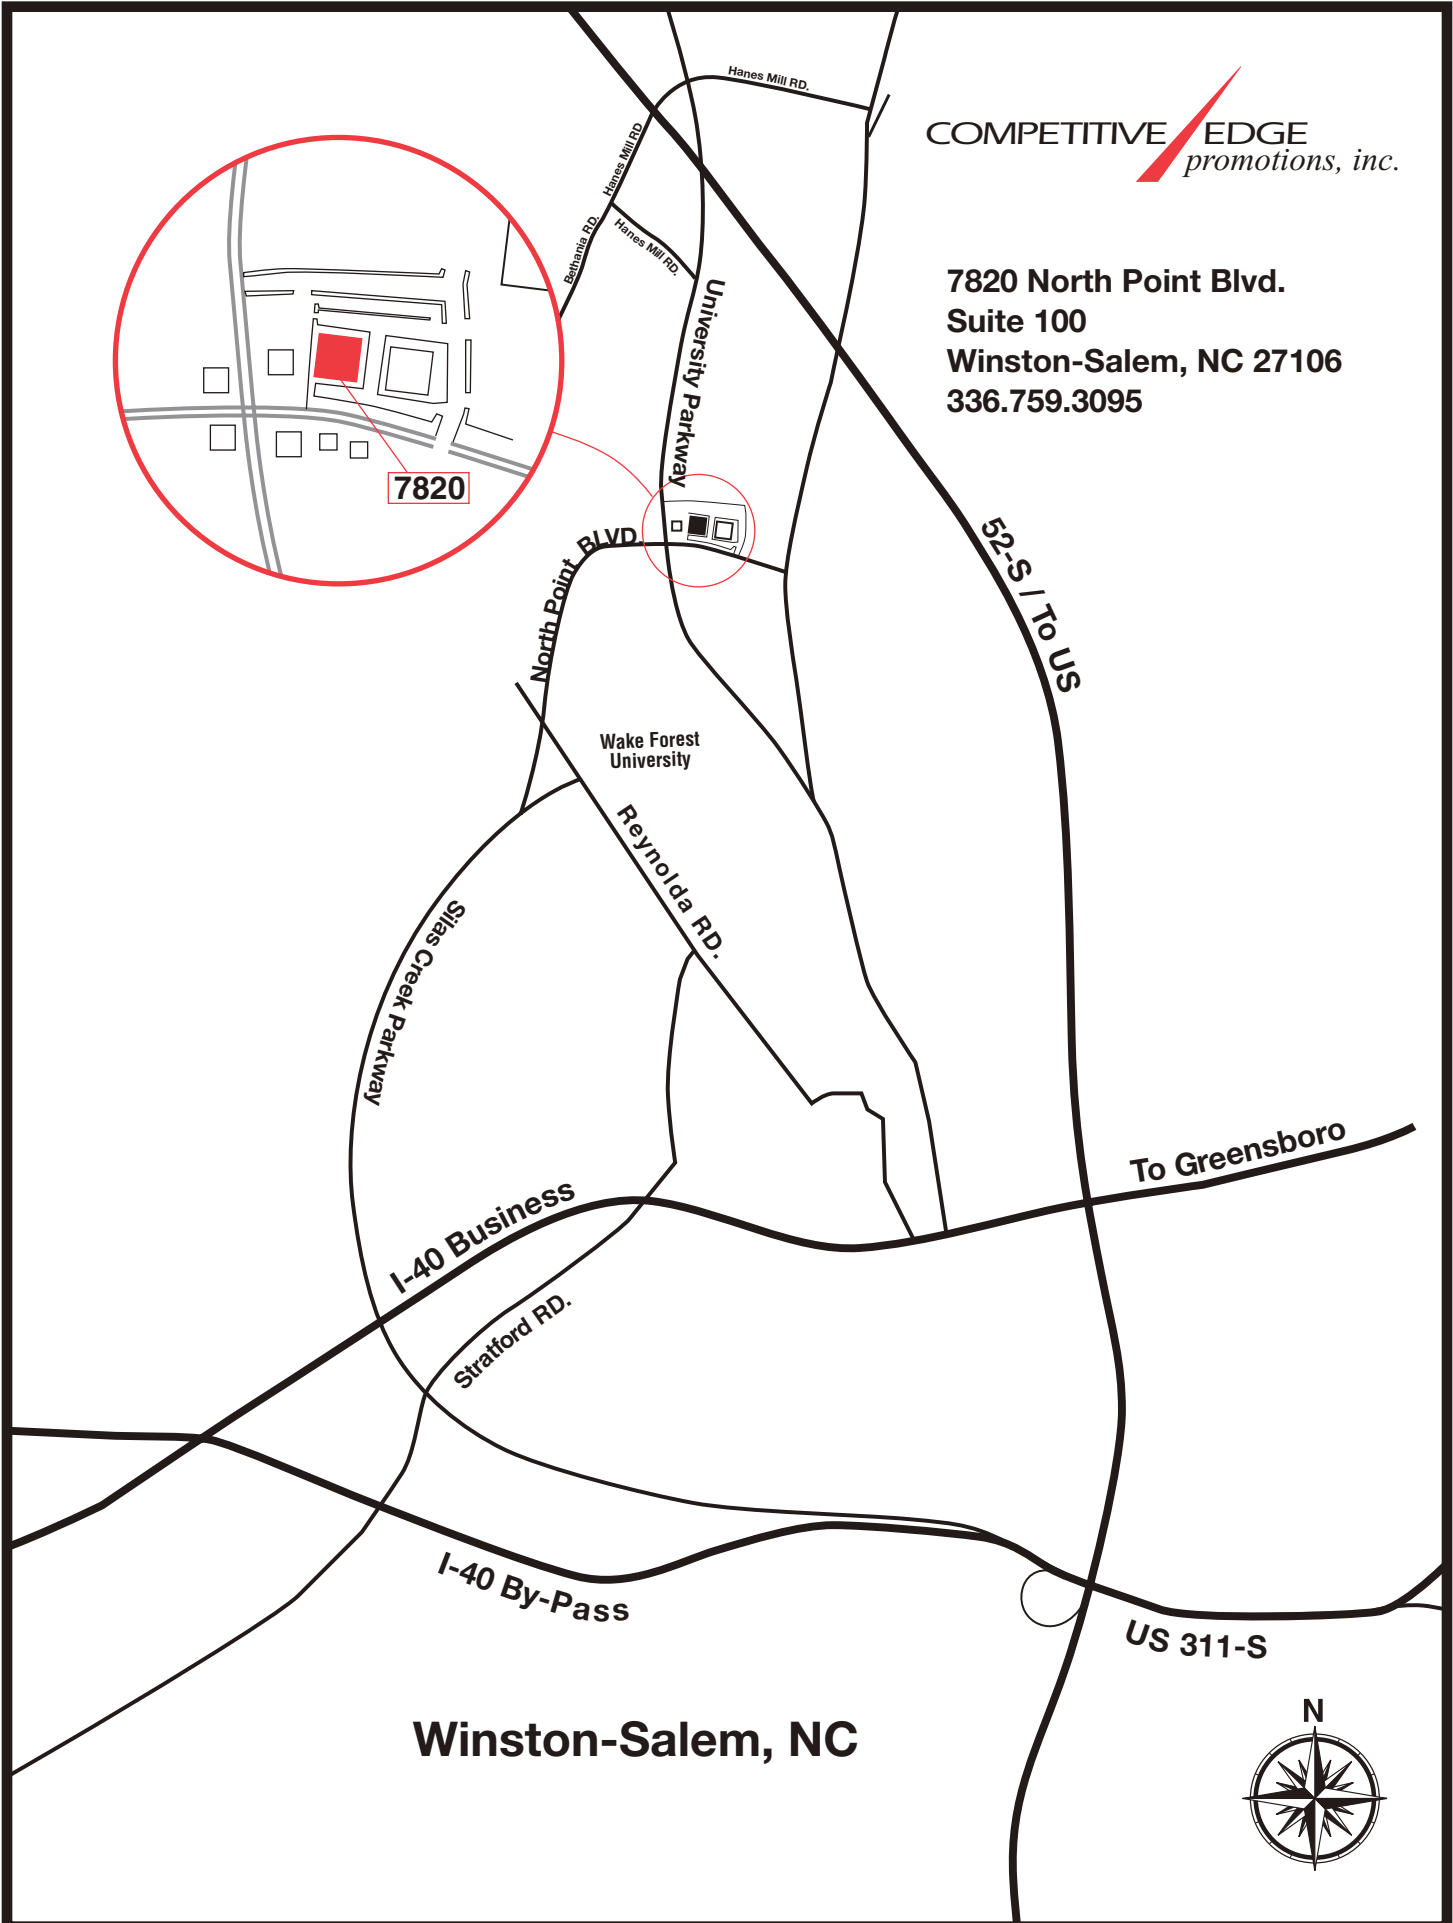 Hanes Mill RD.
COMPETITIVE EDGE
promotions, inc.
Hanes Mill RD
Bethania RD.
Hanes Mill RD.
7820 North Point Blvd.
Suite 100
Winston-Salem, NC 27106
336.759.3095
University Parkway
7820
North Point BLVD.
52-S / To US
Wake Forest
University
Reynolda RD.
Silas Creek Parkway
To Greensboro
I-40 Business
Stratford RD.
I-40 By-Pass
US 311-S
Winston-Salem, NC
N